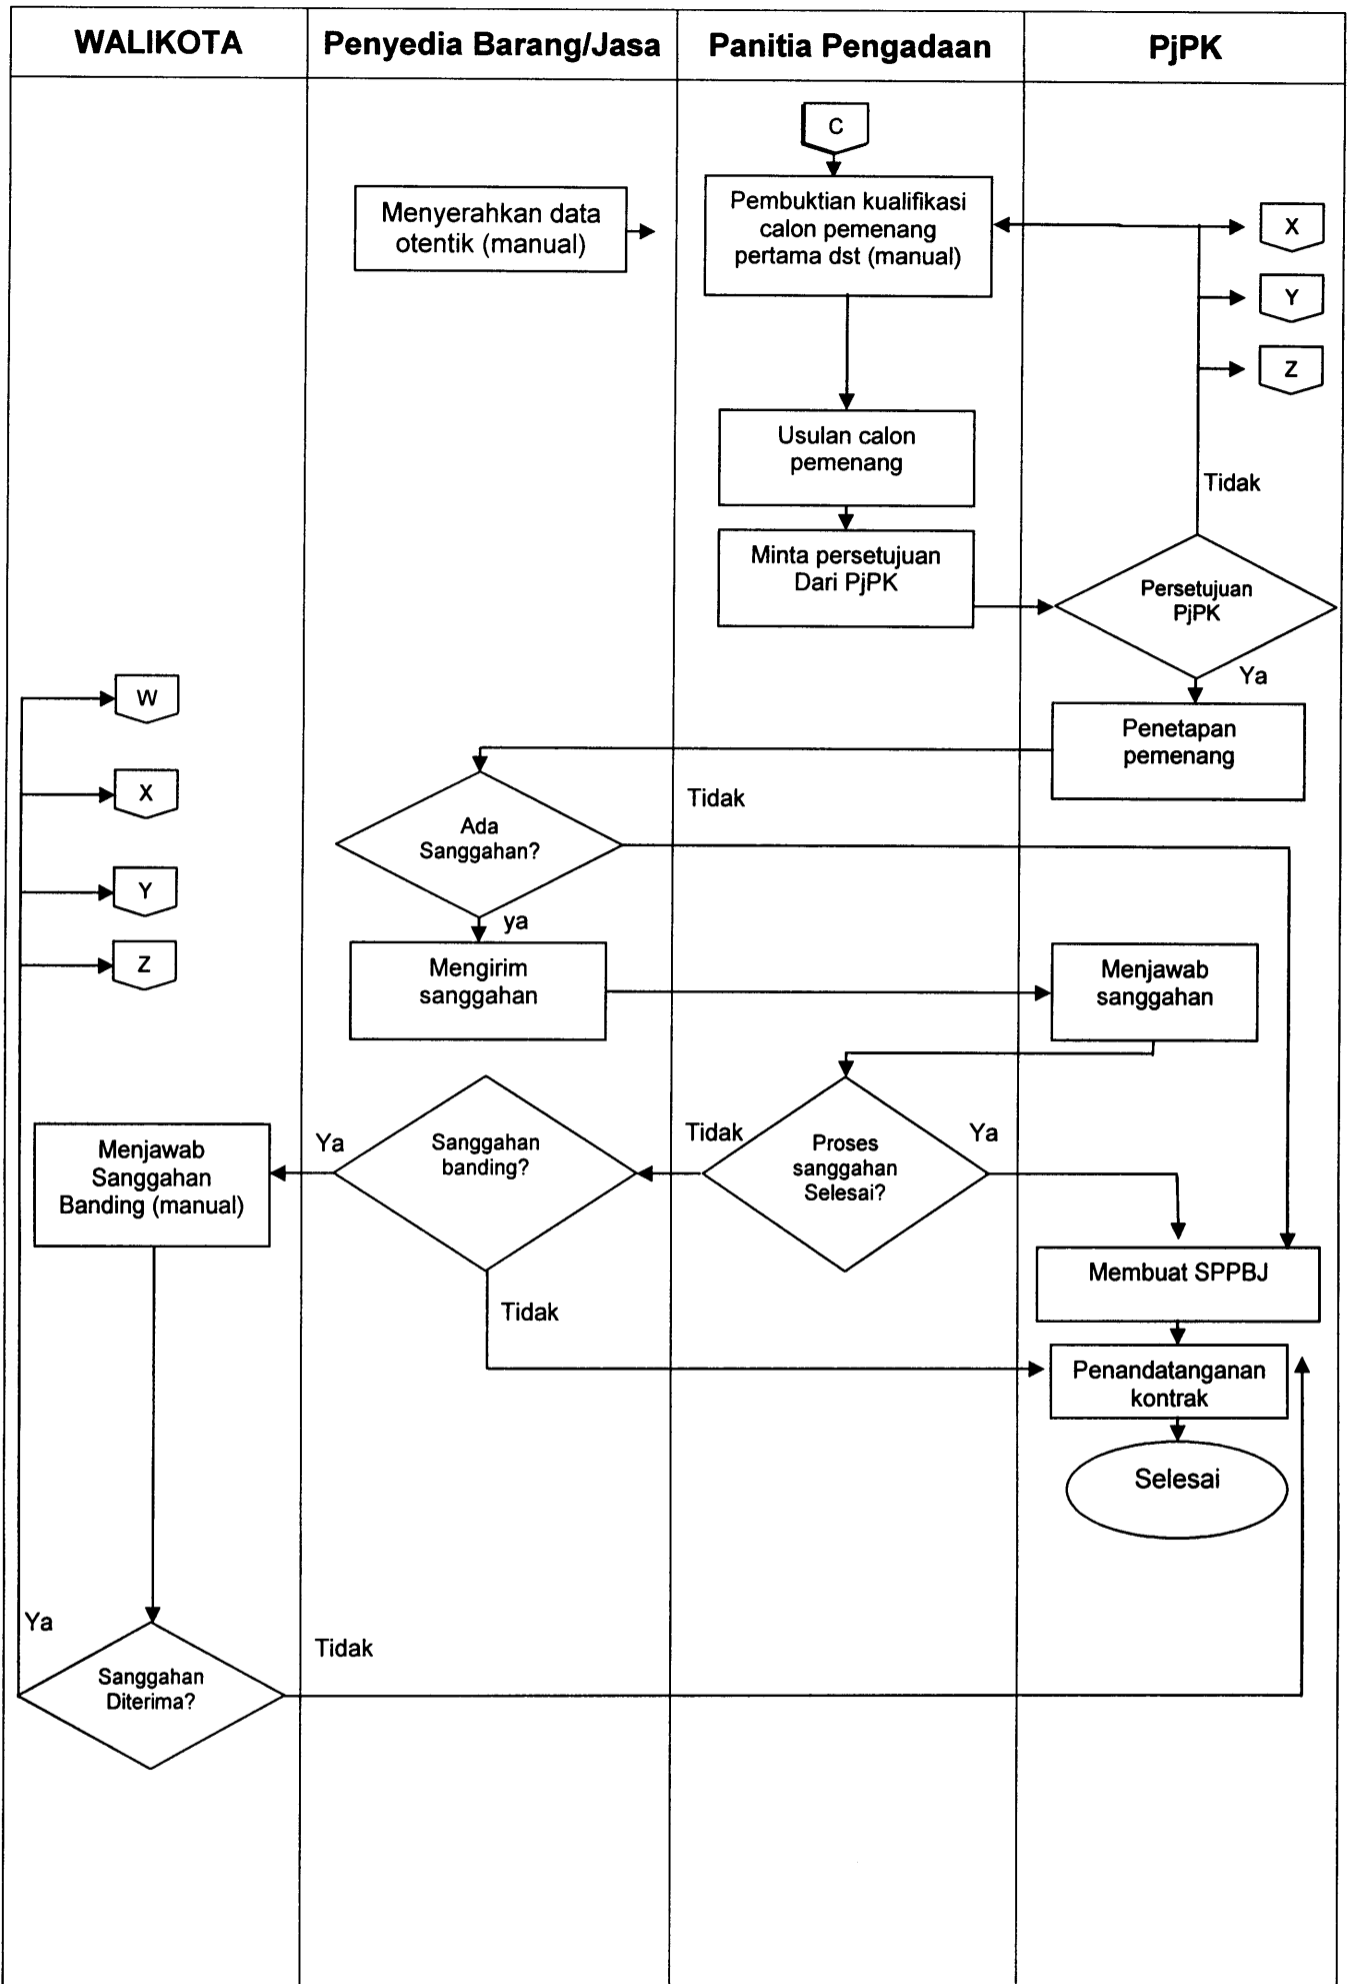 WALIKOTA
Penyedia Barang/Jasa
Panitia Pengadaan
PjPK
C
Menyerahkan data
otentik (manual)
Pembuktian kualifikasi
calon pemenang
pertama dst (manual)
X
Y
Z
Usulan calon
pemenang
Tidak
Minta persetujuan
Dari PjPK
Persetujuan
PjPK
Ya
W
X
Y
Z
Penetapan
pemenang
Tidak
Ada
Sanggahan?
ya
Mengirim
sanggahan
Menjawab
sanggahan
Menjawab
Sanggahan
Banding (manual)
Ya
Sanggahan
banding?
Tidak
Proses
sanggahan
Selesai?
Ya
Membuat SPPBJ
Tidak
Penandatanganan
kontrak
Selesai
Ya
Tidak
Sanggahan
Diterima?